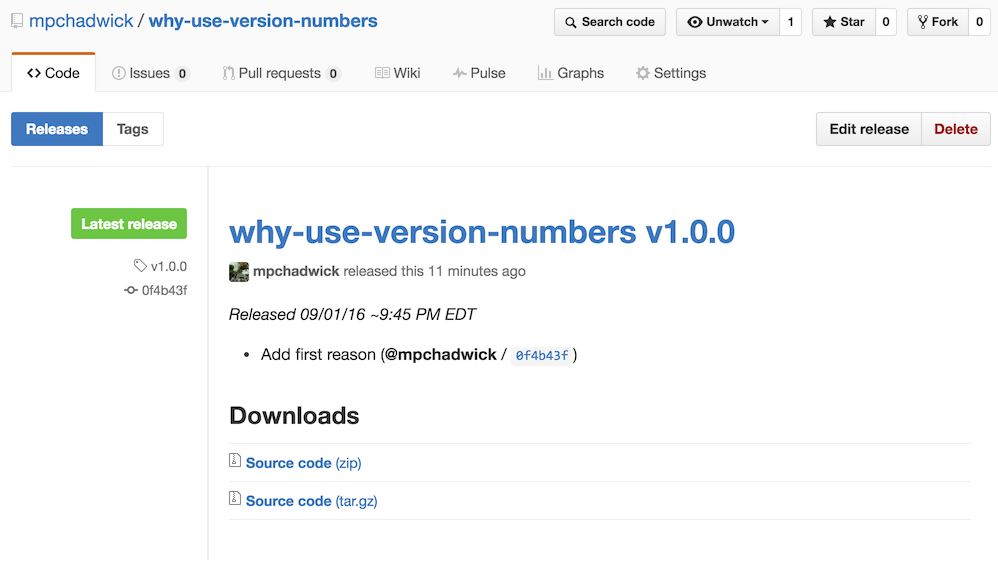 mpchadwick / why-use-version-numbers
Search code
Unwatch
1
Star
0
Fork
0
Code
Issues 0
Pull requests 0
Wiki
Pulse
Graphs
Settings
Releases
Tags
Edit release
Delete
Latest release
v1.0.0
0f4b43f
why-use-version-numbers v1.0.0
mpchadwick released this 11 minutes ago
Released 09/01/16 ~9:45 PM EDT
• Add first reason (@mpchadwick / 0f4b43f)
Downloads
Source code (zip)
Source code (tar.gz)